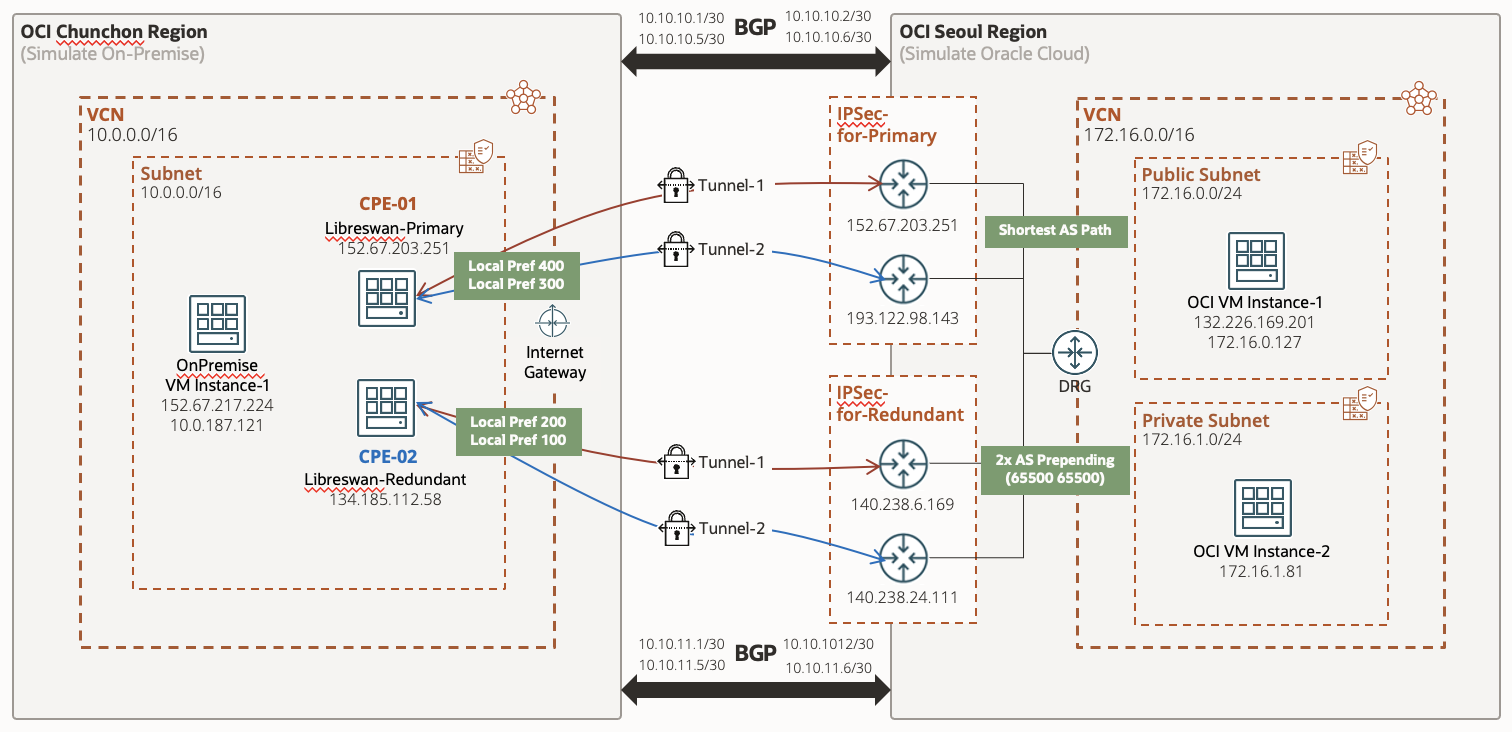 OCI Chunchon Region
(Simulate On-Premise)
10.10.10.1/30
10.10.10.5/30
BGP
10.10.10.2/30
10.10.10.6/30
OCI Seoul Region
(Simulate Oracle Cloud)
VCN
10.0.0.0/16
Subnet
10.0.0.0/16
CPE-01
Libreswan-Primary
152.67.203.251
Local Pref 400
Local Pref 300
OnPremise
VM Instance-1
152.67.217.224
10.0.187.121
Internet
Gateway
Local Pref 200
Local Pref 100
CPE-02
Libreswan-Redundant
134.185.112.58
Tunnel-1
Tunnel-2
Tunnel-1
Tunnel-2
IPSec-
for-Primary
152.67.203.251
193.122.98.143
IPSec-
for-Redundant
140.238.6.169
140.238.24.111
Shortest AS Path
2x AS Prepending
(65500 65500)
DRG
VCN
172.16.0.0/16
Public Subnet
172.16.0.0/24
OCI VM Instance-1
132.226.169.201
172.16.0.127
Private Subnet
172.16.1.0/24
OCI VM Instance-2
172.16.1.81
10.10.11.1/30
10.10.11.5/30
BGP
10.10.1012/30
10.10.11.6/30